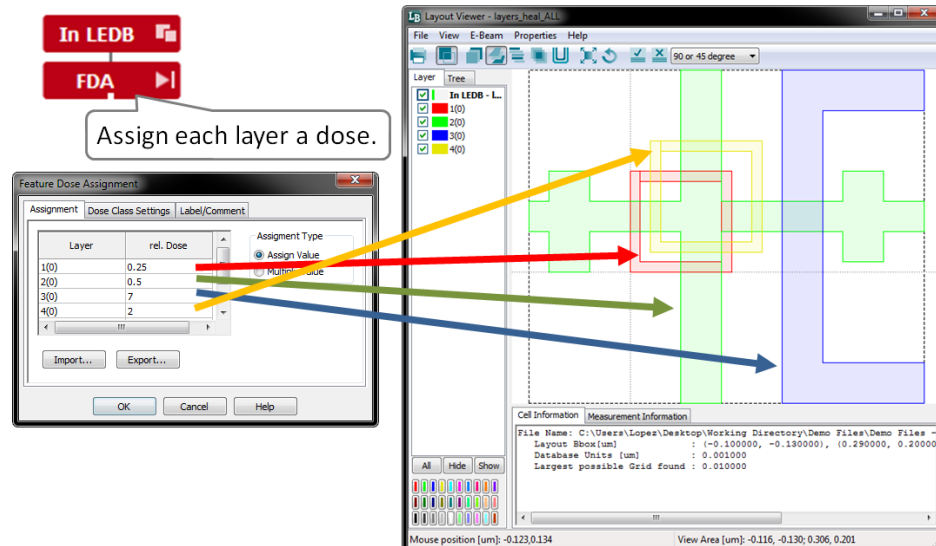 In LEDB
FDA
Assign each layer a dose.
Feature Dose Assignment
Assignment Dose Class Settings Label/Comment
Layer rel. Dose
1(0) 0.25
2(0) 0.5
3(0) 7
4(0) 2
Assigment Type
Assign Value
Import... Export...
OK Cancel Help
LB Layout Viewer - layers_heal_ALL
File View E-Beam Properties Help
90 or 45 degree
Layer Tree
In LEDB - l...
1(0)
2(0)
3(0)
4(0)
All Hide Show
Cell Information Measurement Information
File Name: C:\Users\Lopez\Desktop\Working Directory\Demo Files\Demo Files -
Layout Bbox[um] : (-0.100000, -0.130000), (0.290000, 0.20000
Database Units [um] : 0.001000
Largest possible Grid found : 0.010000
Mouse position [um]: -0.123,0.134 View Area [um]: -0.116, -0.130; 0.306, 0.201